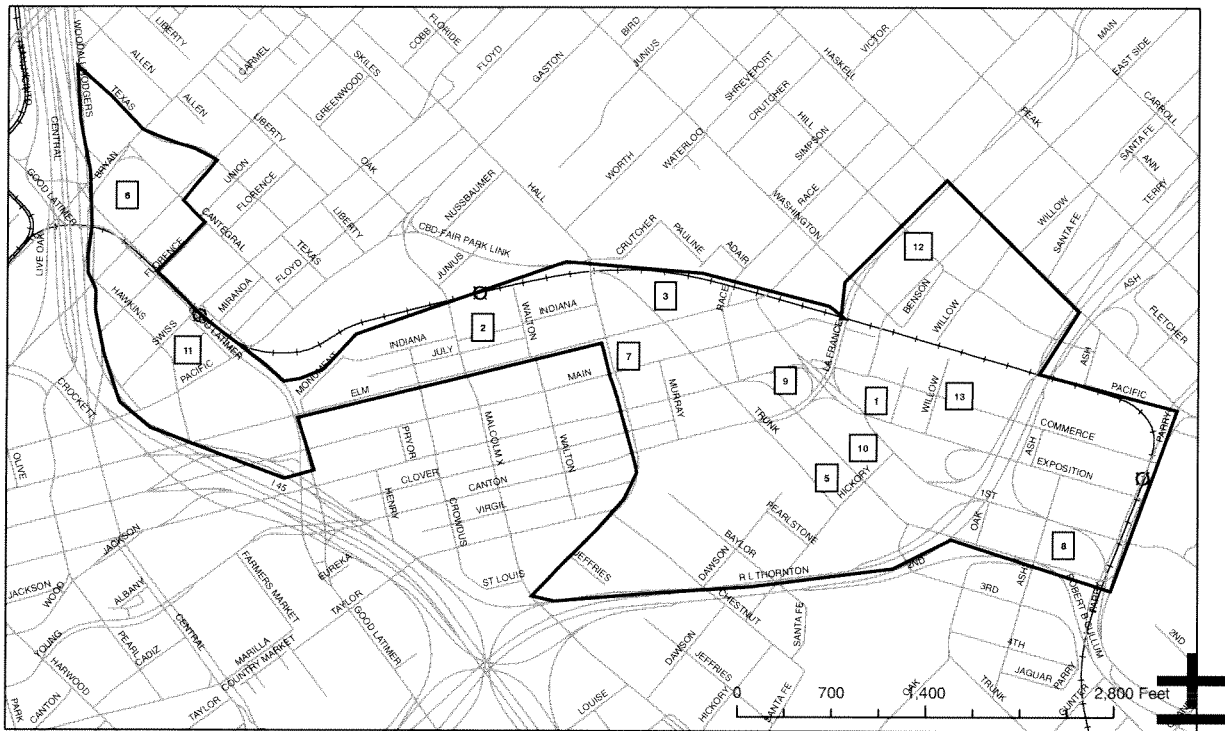 LIBERTY
ALLEN
CARMEL
COBB
FLORIDE
FLOYD
SKILES
GREENWOOD
GASTON
BIRD
JUNIUS
SHREVEPORT
CRUTCHER
HASKELL
VICTOR
MAIN
EAST SIDE
CARROLL
SANTA FE
ANN
TERRY
PEAK
CENTRAL
TEXAS
ALLEN
LIBERTY
OAK
HILL
SIMPSON
WORTH
WATERLOO
BRYAN
6
UNION
FLORENCE
GOOD LATIMER
NUSSBAUMER
HALL
RACE
WASHINGTON
WILLOW
SANTA FE
CANTEGRAL
LIBERTY
TEXAS
FLOYD
CBD-FAIR PARK LINK
CRUTCHER
PAULINE
ADAIR
12
LIVE OAK
FLORENCE
MIRANDA
JUNIUS
3
RACE
BENSON
WILLOW
ASH
FLETCHER
HAWKINS
SWISS
11
PACIFIC
MONUMENT
2
WALTON
INDIANA
INDIANA
JULY
7
LA FRANCE
ASH
ELM
MAIN
MURRAY
9
1
WILLOW
13
PACIFIC
PARRY
CROCKETT
TRUNK
COMMERCE
OLIVE
PRYOR
MALCOLM X
WALTON
10
ASH
EXPOSITION
I 45
CLOVER
CANTON
VIRGIL
HENRY
CROWDUS
5
HICKORY
1ST
OAK
PEARLSTONE
8
JACKSON
JACKSON
WOOD
ALBANY
FARMERS MARKET
EUREKA
ST LOUIS
JEFFRIES
BAYLOR
DAWSON
R L THORNTON
2ND
3RD
ASH
ROBERT B CULLUM
TAYLOR
GOOD LATIMER
CHESTNUT
SANTA FE
YOUNG
PEARL
CADIZ
CENTRAL
MARILLA
COUNTRY MARKET
HARWOOD
CANTON
PARK
TAYLOR
DAWSON
JEFFRIES
HICKORY
SANTA FE
LOUISE
4TH
JAGUAR
TRUNK
PARRY
OAK
2ND
0 700 1,400 2,800 Feet